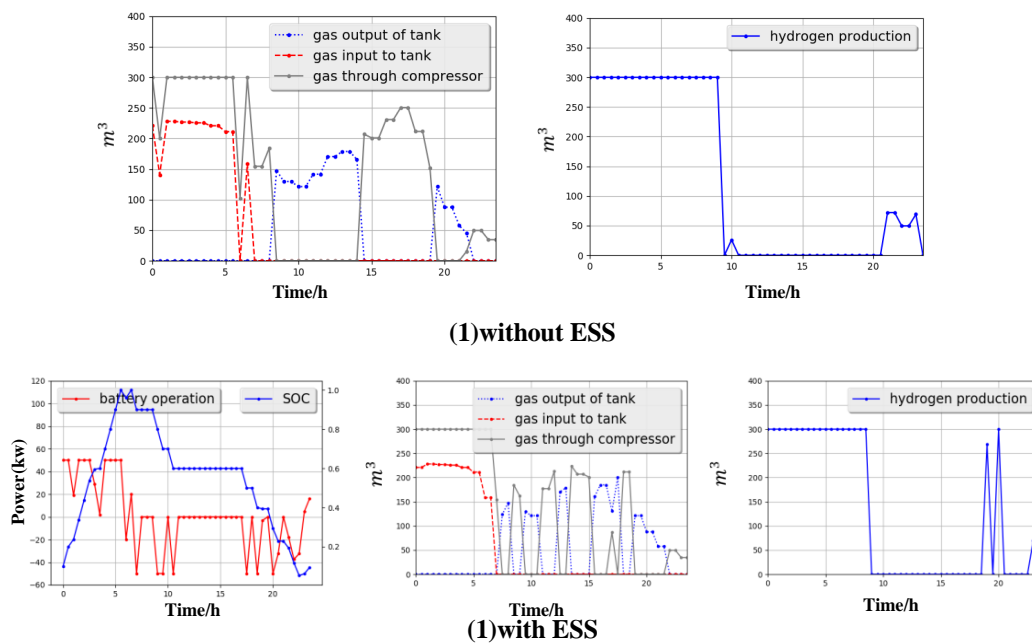 400
350
300
250
200
150
100
50
0
m³
gas output of tank
gas input to tank
gas through compressor
0 5 10 15 20
Time/h
400
350
300
250
200
150
100
50
0
m³
hydrogen production
0 5 10 15 20
Time/h
(1)without ESS
120
100
80
60
40
20
0
−20
−40
−60
Power(kw)
battery operation
SOC
1.0
0.8
0.6
0.4
0.2
0 5 10 15 20
Time/h
400
350
300
250
200
150
100
50
0
m³
gas output of tank
gas input to tank
gas through compressor
0 5 10 15 20
Time/h
400
350
300
250
200
150
100
50
0
m³
hydrogen production
0 5 10 15 20
Time/h
(1)with ESS